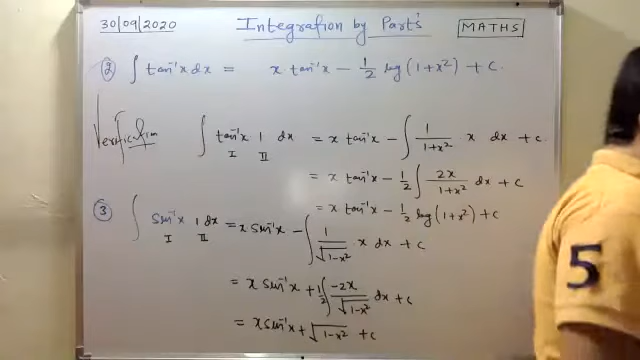 30/09/2020 Integration by Parts MATHS
② ∫ tan⁻¹x dx = x tan⁻¹x − 1/2 log (1+x²) + c.
Verification ∫ tan⁻¹x 1 dx = x tan⁻¹x − ∫ 1/(1+x²) x dx + c.
I II
= x tan⁻¹x − 1/2 ∫ 2x/(1+x²) dx + c
= x tan⁻¹x − 1/2 log (1+x²) + c
③ ∫ sin⁻¹x 1 dx = x sin⁻¹x − ∫ 1/√(1−x²) x dx + c
I II
= x sin⁻¹x + 1/2 ∫ −2x/√(1−x²) dx + c
= x sin⁻¹x + √(1−x²) + c
5